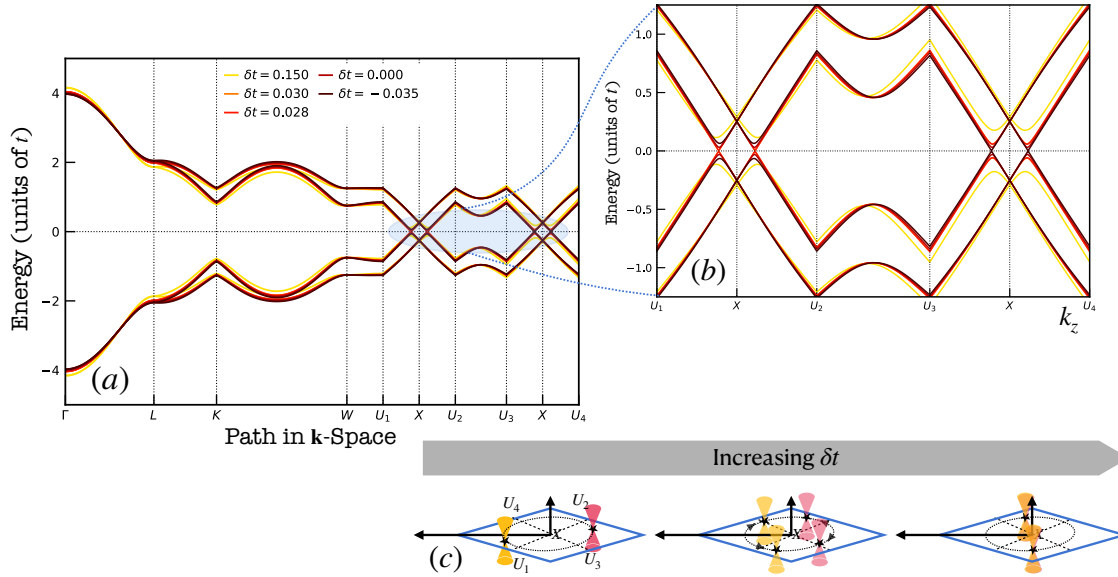 δt = 0.150
δt = 0.030
δt = 0.028
δt = 0.000
δt = −0.035
Energy (units of t)
4
2
0
−2
−4
(a)
Γ L K W U₁ X U₂ U₃ X U₄
Path in k-Space
Energy (units of t)
1.0
0.5
0.0
−0.5
−1.0
(b)
U₁ X U₂ U₃ X U₄
k_z
Increasing δt
(c)
U₄ U₂
X
U₁ U₃
X
X